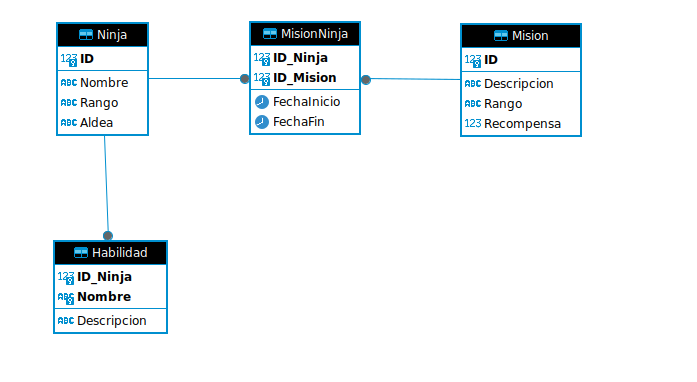 Ninja
123 ID
ABC Nombre
ABC Rango
ABC Aldea
MisionNinja
123 ID_Ninja
123 ID_Mision
FechaInicio
FechaFin
Mision
123 ID
ABC Descripcion
ABC Rango
123 Recompensa
Habilidad
123 ID_Ninja
ABC Nombre
ABC Descripcion